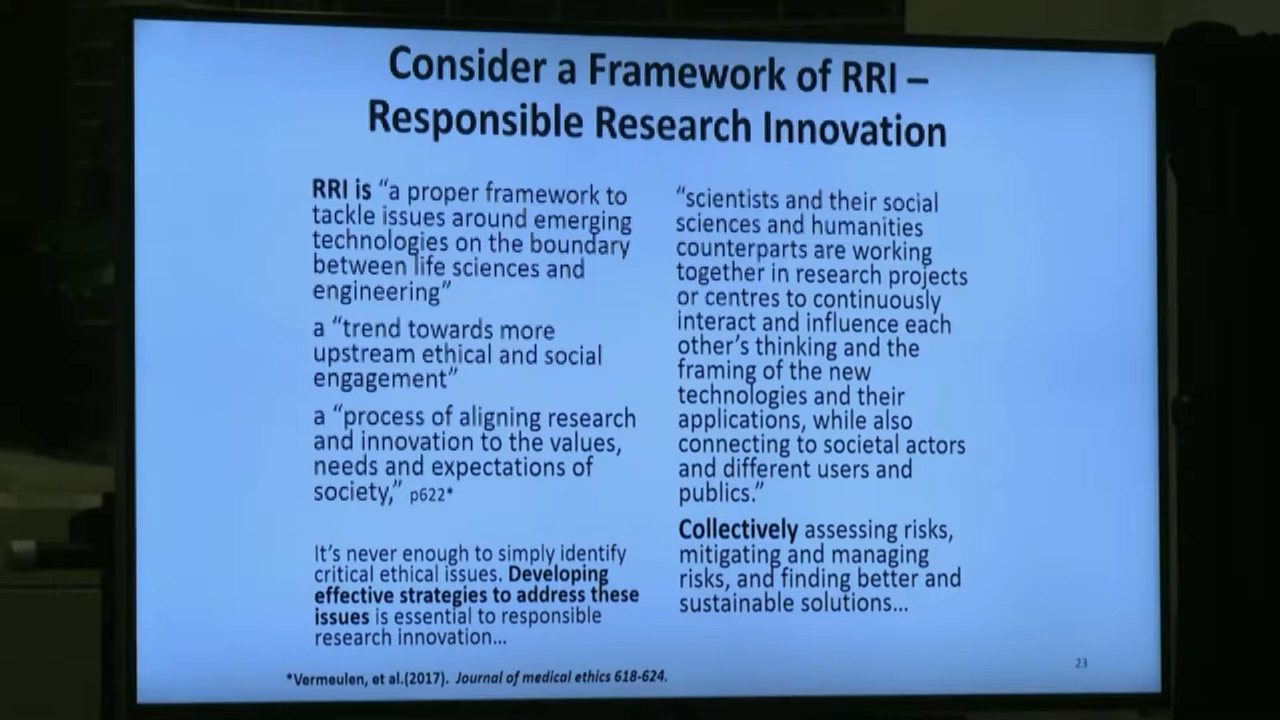 Consider a Framework of RRI –
Responsible Research Innovation
RRI is “a proper framework to
tackle issues around emerging
technologies on the boundary
between life sciences and
engineering”
a “trend towards more
upstream ethical and social
engagement”
a “process of aligning research
and innovation to the values,
needs and expectations of
society,” p622*
It’s never enough to simply identify
critical ethical issues. Developing
effective strategies to address these
issues is essential to responsible
research innovation...
“scientists and their social
sciences and humanities
counterparts are working
together in research projects
or centres to continuously
interact and influence each
other’s thinking and the
framing of the new
technologies and their
applications, while also
connecting to societal actors
and different users and
publics.”
Collectively assessing risks,
mitigating and managing
risks, and finding better and
sustainable solutions...
*Vermeulen, et al.(2017). Journal of medical ethics 618-624.
23